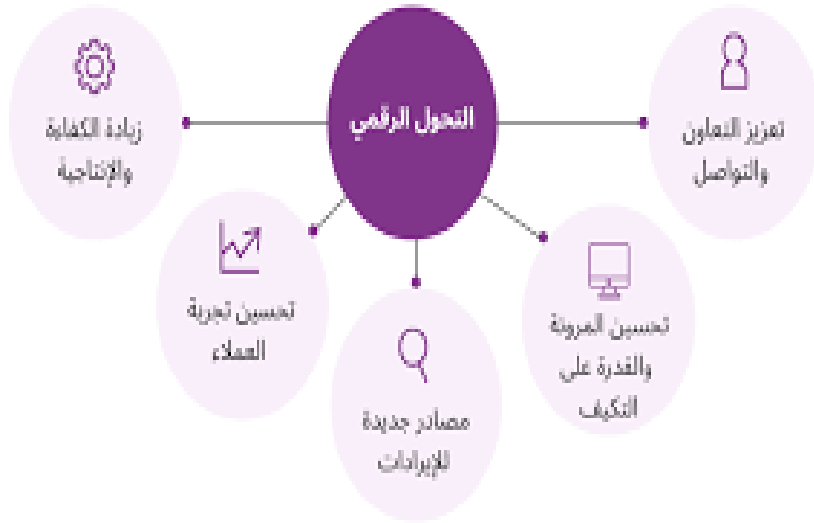 التحول الرقمي
تعزيز التعاون
والتواصل
تحسين المرونة
والقدرة على
التكيف
مصادر جديدة
للإيرادات
تحسين تجربة
العملاء
زيادة الكفاءة
والإنتاجية